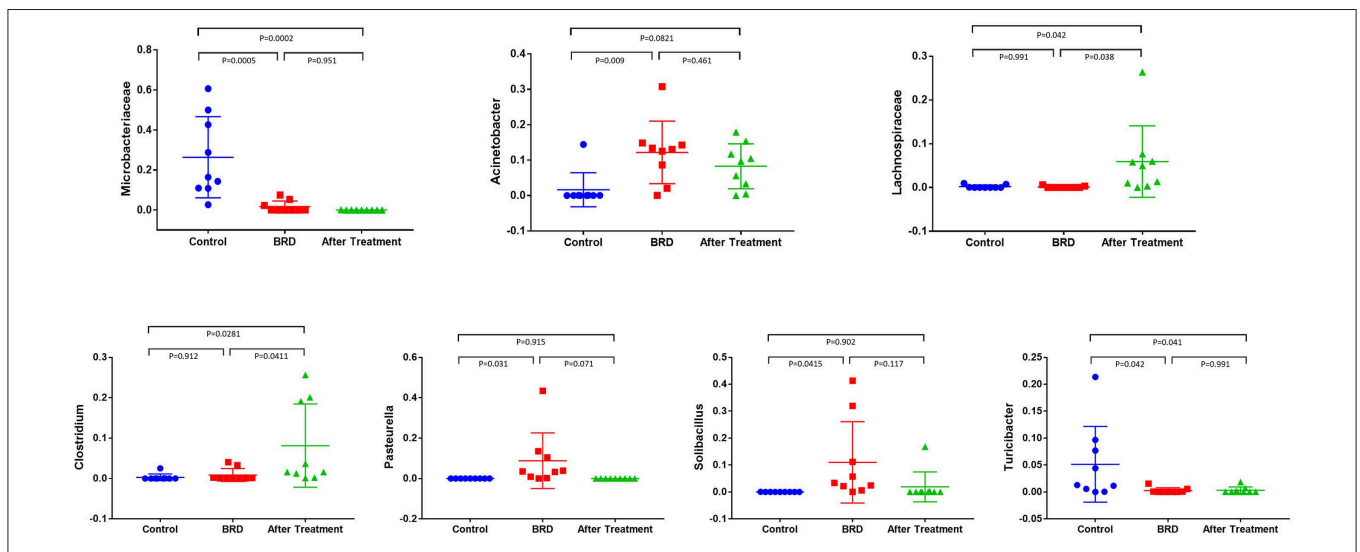 P=0.0002
P=0.0005
P=0.951
Microbacteriaceae
0.8
0.6
0.4
0.2
0.0
Control
BRD
After Treatment
P=0.0821
P=0.009
P=0.461
Acinetobacter
0.4
0.3
0.2
0.1
0.0
-0.1
Control
BRD
After Treatment
P=0.042
P=0.991
P=0.038
Lachnospiraceae
0.3
0.2
0.1
0.0
-0.1
Control
BRD
After Treatment
P=0.0281
P=0.912
P=0.0411
Clostridium
0.3
0.2
0.1
0.0
-0.1
Control
BRD
After Treatment
P=0.915
P=0.031
P=0.071
Pasteurella
0.6
0.4
0.2
0.0
-0.2
Control
BRD
After Treatment
P=0.902
P=0.0415
P=0.117
Solibacillus
0.5
0.4
0.3
0.2
0.1
0.0
-0.1
Control
BRD
After Treatment
P=0.041
P=0.042
P=0.991
Turicibacter
0.25
0.20
0.15
0.10
0.05
0.00
-0.05
Control
BRD
After Treatment